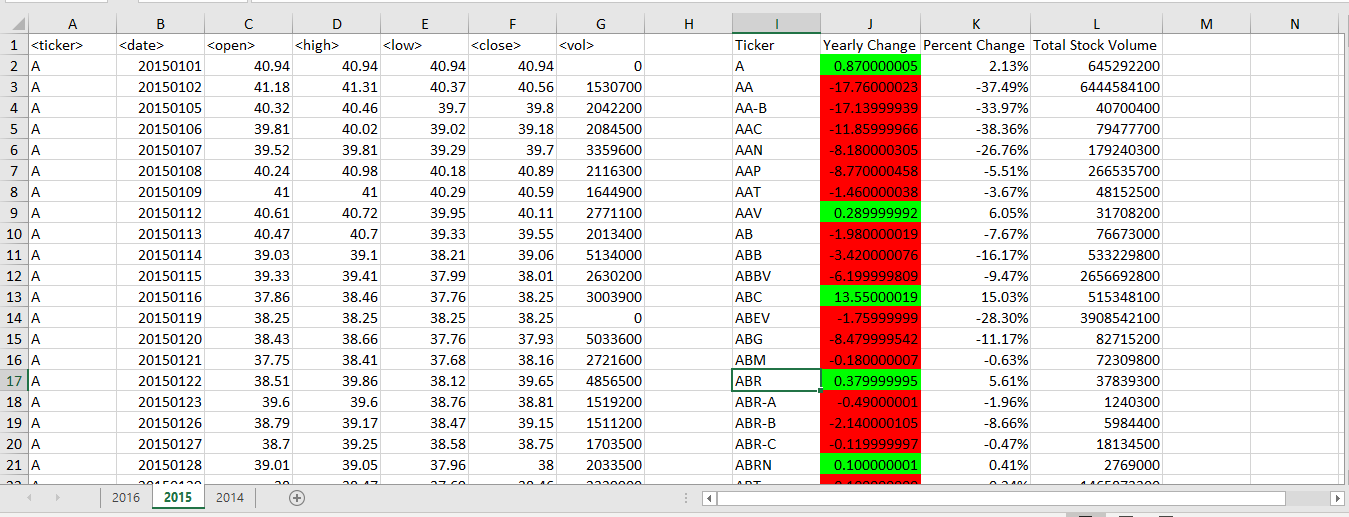 A B C D E F G H I J K L M N
1 <ticker> <date> <open> <high> <low> <close> <vol> Ticker Yearly Change Percent Change Total Stock Volume
2 A 20150101 40.94 40.94 40.94 40.94 0 A 0.870000005 2.13% 645292200
3 A 20150102 41.18 41.31 40.37 40.56 1530700 AA -17.76000023 -37.49% 6444584100
4 A 20150105 40.32 40.46 39.7 39.8 2042200 AA-B -17.13999939 -33.97% 40700400
5 A 20150106 39.81 40.02 39.02 39.18 2084500 AAC -11.85999966 -38.36% 79477700
6 A 20150107 39.52 39.81 39.29 39.7 3359600 AAN -8.180000305 -26.76% 179240300
7 A 20150108 40.24 40.98 40.18 40.89 2116300 AAP -8.770000458 -5.51% 266535700
8 A 20150109 41 41 40.29 40.59 1644900 AAT -1.460000038 -3.67% 48152500
9 A 20150112 40.61 40.72 39.95 40.11 2771100 AAV 0.289999992 6.05% 31708200
10 A 20150113 40.47 40.7 39.33 39.55 2013400 AB -1.980000019 -7.67% 76673000
11 A 20150114 39.03 39.1 38.21 39.06 5134000 ABB -3.420000076 -16.17% 533229800
12 A 20150115 39.33 39.41 37.99 38.01 2630200 ABBV -6.199999809 -9.47% 2656692800
13 A 20150116 37.86 38.46 37.76 38.25 3003900 ABC 13.55000019 15.03% 515348100
14 A 20150119 38.25 38.25 38.25 38.25 0 ABEV -1.75999999 -28.30% 3908542100
15 A 20150120 38.43 38.66 37.76 37.93 5033600 ABG -8.479999542 -11.17% 82715200
16 A 20150121 37.75 38.41 37.68 38.16 2721600 ABM -0.180000007 -0.63% 72309800
17 A 20150122 38.51 39.86 38.12 39.65 4856500 ABR 0.379999995 5.61% 37839300
18 A 20150123 39.6 39.6 38.76 38.81 1519200 ABR-A -0.49000001 -1.96% 1240300
19 A 20150126 38.79 39.17 38.47 39.15 1511200 ABR-B -2.140000105 -8.66% 5984400
20 A 20150127 38.7 39.25 38.58 38.75 1703500 ABR-C -0.119999997 -0.47% 18134500
21 A 20150128 39.01 39.05 37.96 38 2033500 ABRN 0.100000001 0.41% 2769000
2016 2015 2014